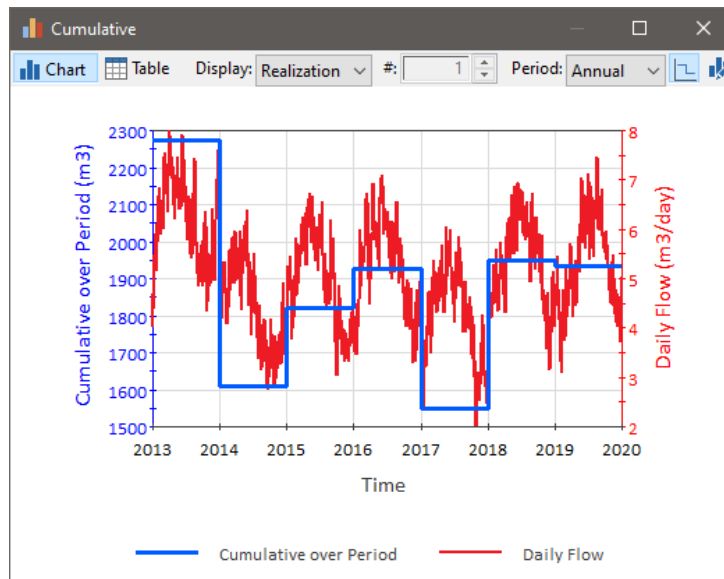 Cumulative
Chart Table Display: Realization #: 1 Period: Annual
2300 8
2200 7
2100
2000 6
1900 5
1800 4
1700
1600 3
1500 2
Cumulative over Period (m3)
Daily Flow (m3/day)
2013 2014 2015 2016 2017 2018 2019 2020
Time
Cumulative over Period Daily Flow